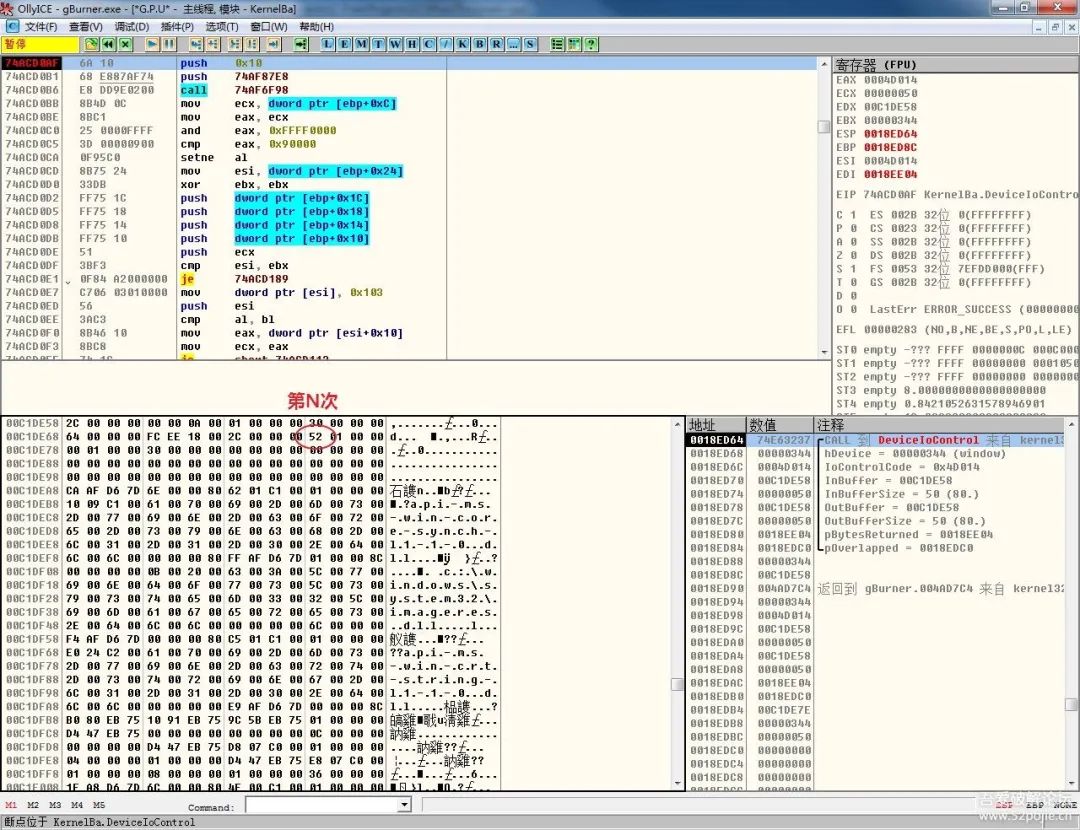 OllyICE - gBurner.exe - [*G.P.U* - 主线程, 模块 - KernelBa]
文件(F) 查看(V) 调试(D) 插件(P) 选项(T) 窗口(W) 帮助(H)
暂停 L E M T W H C / K B R ... S
74ACD0AF 6A 10 push 0x10
74ACD0B1 68 E887AF74 push 74AF87E8
74ACD0B6 E8 DD9E0200 call 74AF6F98
74ACD0BB 8B4D 0C mov ecx, dword ptr [ebp+0xC]
74ACD0BE 8BC1 mov eax, ecx
74ACD0C0 25 0000FFFF and eax, 0xFFFF0000
74ACD0C5 3D 00000900 cmp eax, 0x90000
74ACD0CA 0F95C0 setne al
74ACD0CD 8B75 24 mov esi, dword ptr [ebp+0x24]
74ACD0D0 33DB xor ebx, ebx
74ACD0D2 FF75 1C push dword ptr [ebp+0x1C]
74ACD0D5 FF75 18 push dword ptr [ebp+0x18]
74ACD0D8 FF75 14 push dword ptr [ebp+0x14]
74ACD0DB FF75 10 push dword ptr [ebp+0x10]
74ACD0DE 51 push ecx
74ACD0DF 3BF3 cmp esi, ebx
74ACD0E1 0F84 A2000000 je 74ACD189
74ACD0E7 C706 03010000 mov dword ptr [esi], 0x103
74ACD0ED 56 push esi
74ACD0EE 3AC3 cmp al, bl
74ACD0F0 8B46 10 mov eax, dword ptr [esi+0x10]
74ACD0F3 8BC8 mov ecx, eax
寄存器 (FPU)
EAX 0004D014
ECX 00000050
EDX 00C1DE58
EBX 00000344
ESP 0018ED64
EBP 0018ED8C
ESI 0004D014
EDI 0018EE04
EIP 74ACD0AF KernelBa.DeviceIoContro
C 1 ES 002B 32位 0(FFFFFFFF)
P 0 CS 0023 32位 0(FFFFFFFF)
A 0 SS 002B 32位 0(FFFFFFFF)
Z 0 DS 002B 32位 0(FFFFFFFF)
S 1 FS 0053 32位 7EFDD000(FFF)
T 0 GS 002B 32位 0(FFFFFFFF)
D 0
O 0 LastErr ERROR_SUCCESS (00000000
EFL 00000283 (NO,B,NE,BE,S,PO,L,LE)
ST0 empty -??? FFFF 0000000C 000C000
ST1 empty -??? FFFF 00000000 0001050
ST2 empty -??? FFFF 00000000 0000000
ST3 empty 8.0000000000000000000
ST4 empty 0.8421052631578946901
第N次
00C1DE58 2C 00 00 00 00 00 0A 00 01 00 00 00 30 00 00 00
00C1DE68 64 00 00 00 FC EE 18 00 2C 00 00 00 52 01 00 00
00C1DE78 00 01 00 00 30 00 00 00 00 00 00 00 00 00 00 00
00C1DE88 00 00 00 00 00 00 00 00 00 00 00 00 00 00 00 00
00C1DE98 00 00 00 00 00 00 00 00 00 00 00 00 00 00 00 00
00C1DEA8 CA AF D6 7D 6E 00 00 80 62 01 C1 00 01 00 00 00
00C1DEB8 10 09 C1 00 61 00 70 00 69 00 2D 00 6D 00 73 00
00C1DEC8 2D 00 77 00 69 00 6E 00 2D 00 63 00 6F 00 72 00
00C1DED8 65 00 2D 00 73 00 79 00 6E 00 63 00 68 00 2D 00
00C1DEE8 6C 00 31 00 2D 00 31 00 2D 00 30 00 2E 00 64 00
00C1DEF8 6C 00 6C 00 00 00 00 80 FF AF D6 7D 01 00 00 8C
00C1DF08 00 00 00 00 0B 00 20 00 63 00 3A 00 5C 00 77 00
00C1DF18 69 00 6E 00 64 00 6F 00 77 00 73 00 5C 00 73 00
00C1DF28 79 00 73 00 74 00 65 00 6D 00 33 00 32 00 5C 00
00C1DF38 69 00 6D 00 61 00 67 00 65 00 72 00 65 00 73 00
00C1DF48 2E 00 64 00 6C 00 6C 00 00 00 00 00 6C 00 00 00
00C1DF58 F4 AF D6 7D 00 00 00 80 C5 01 C1 00 01 00 00 00
00C1DF68 E0 24 C2 00 61 00 70 00 69 00 2D 00 6D 00 73 00
00C1DF78 2D 00 77 00 69 00 6E 00 2D 00 63 00 72 00 74 00
00C1DF88 2D 00 73 00 74 00 72 00 69 00 6E 00 67 00 2D 00
00C1DF98 6C 00 31 00 2D 00 31 00 2D 00 30 00 2E 00 64 00
00C1DFA8 6C 00 6C 00 00 00 00 00 E9 AF D6 7D 00 00 00 8C
00C1DFB8 B0 80 EB 75 10 91 EB 75 9C 5B EB 75 01 00 00 00
00C1DFC8 D4 47 EB 75 00 00 00 00 00 00 00 00 0C 00 00 00
00C1DFD8 00 00 00 00 D4 47 EB 75 D8 07 C0 00 01 00 00 00
00C1DFE8 04 00 00 00 01 00 00 00 D4 47 EB 75 E8 07 C0 00
00C1DFF8 01 00 00 00 08 00 00 00 01 00 00 00 36 00 00 00
地址 数值 注释
0018ED64 74E63237 CALL 到 DeviceIoControl 来自 kernel3
0018ED68 00000344 hDevice = 00000344 (window)
0018ED6C 0004D014 IoControlCode = 0x4D014
0018ED70 00C1DE58 InBuffer = 00C1DE58
0018ED74 00000050 InBufferSize = 50 (80.)
0018ED78 00C1DE58 OutBuffer = 00C1DE58
0018ED7C 00000050 OutBufferSize = 50 (80.)
0018ED80 0018EE04 pBytesReturned = 0018EE04
0018ED84 0018EDC0 pOverlapped = 0018EDC0
0018ED88 00000344
0018ED8C 00C1DE58
0018ED90 004AD7C4 返回到 gBurner.004AD7C4 来自 kernel32
0018ED94 00000344
0018ED98 0004D014
0018ED9C 00C1DE58
0018EDA0 00000050
0018EDA4 00C1DE58
0018EDA8 00000050
0018EDAC 0018EE04
0018EDB0 0018EDC0
0018EDB4 00C1DE7E
0018EDB8 00000344
0018EDBC 00000050
0018EDC0 00000000
0018EDC4 00000000
0018EDC8 00000000
M1 M2 M3 M4 M5 Command: ESP EBP NONE
断点位于 KernelBa.DeviceIoControl
吾爱破解论坛
www.52pojie.cn